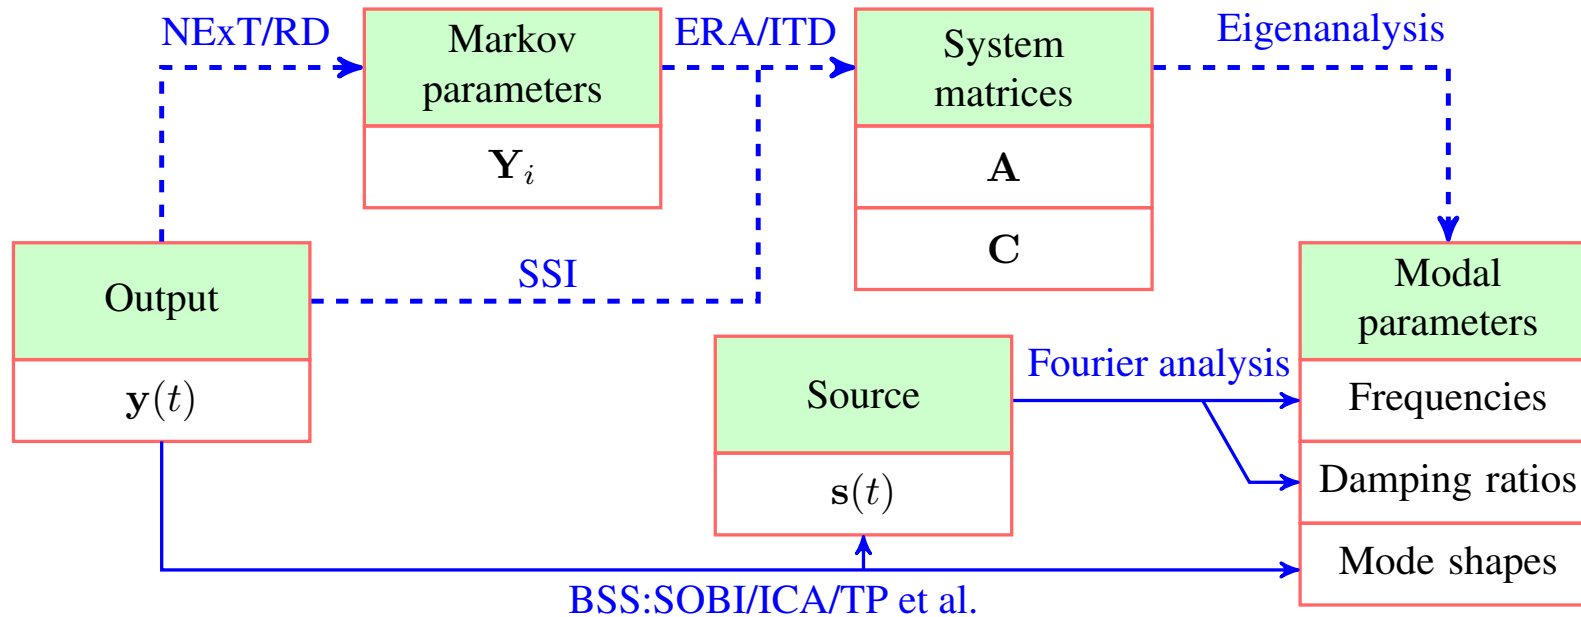 NExT/RD
Markov
parameters
Y_i
ERA/ITD
System
matrices
A
C
Eigenanalysis
Output
y(t)
SSI
Source
s(t)
Fourier analysis
Modal
parameters
Frequencies
Damping ratios
Mode shapes
BSS:SOBI/ICA/TP et al.